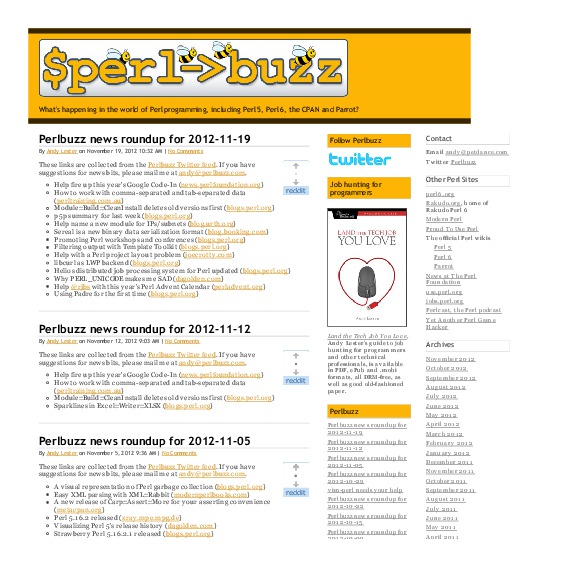 $perl->buzz
What's happening in the world of Perl programming, including Perl 5, Perl 6, the CPAN and Parrot?
Perlbuzz news roundup for 2012-11-19
By Andy Lester on November 19, 2012 10:32 AM | No Comments
These links are collected from the Perlbuzz Twitter feed. If you have
suggestions for news bits, please mail me at andy@perlbuzz.com.
reddit
Help fire up this year's Google Code-In (news.perlfoundation.org)
How to work with comma-separated and tab-separated data
(perltraining.com.au)
Module::Build::CleanInstall deletes old versions first (blogs.perl.org)
p5p summary for last week (blogs.perl.org)
Help name a new module for IPs/subnets (blog.urth.org)
Sereal is a new binary data serialization format (blog.booking.com)
Promoting Perl workshops and conferences (blogs.perl.org)
Filtering output with Template Toolkit (blogs.perl.org)
Help with a Perl project layout problem (joecrotty.com)
libcurl as LWP backend (blogs.perl.org)
Helios distributed job processing system for Perl updated (blogs.perl.org)
Why PERL_UNICODE makes me SAD (dagolden.com)
Help @ribs with this year's Perl Advent Calendar (perladvent.org)
Using Padre for the first time (blogs.perl.org)
Perlbuzz news roundup for 2012-11-12
By Andy Lester on November 12, 2012 9:03 AM | No Comments
These links are collected from the Perlbuzz Twitter feed. If you have
suggestions for news bits, please mail me at andy@perlbuzz.com.
reddit
Help fire up this year's Google Code-In (news.perlfoundation.org)
How to work with comma-separated and tab-separated data
(perltraining.com.au)
Module::Build::CleanInstall deletes old versions first (blogs.perl.org)
Sparklines in Excel::Writer::XLSX (blogs.perl.org)
Perlbuzz news roundup for 2012-11-05
By Andy Lester on November 5, 2012 9:36 AM | No Comments
These links are collected from the Perlbuzz Twitter feed. If you have
suggestions for news bits, please mail me at andy@perlbuzz.com.
reddit
A visual representation of Perl garbage collection (blogs.perl.org)
Easy XML parsing with XML::Rabbit (modernperlbooks.com)
A new release of Carp::Assert::More for your asserting convenience
(metacpan.org)
Perl 5.16.2 released
Visualizing Perl 5's release history (dagolden.com)
Strawberry Perl 5.16.2.1 released (blogs.perl.org)
Follow Perlbuzz
twitter
Job hunting for
programmers
LAND THE TECH JOB
YOU LOVE
Andy Lester
Land the Tech Job You Love,
Andy Lester's guide to job
hunting for programmers
and other technical
professionals, is available
in PDF, ePub and .mobi
formats, all DRM-free, as
well as good old-fashioned
paper.
Perlbuzz
Perlbuzz news roundup for
2012-11-19
Perlbuzz news roundup for
2012-11-12
Perlbuzz news roundup for
2012-11-05
Perlbuzz news roundup for
2012-10-29
vim-perl needs your help
Perlbuzz news roundup for
2012-10-22
Perlbuzz news roundup for
2012-10-15
Perlbuzz news roundup for
Contact
Email andy@petdance.com
Twitter Perlbuzz
Other Perl Sites
perl6.org
Rakudo.org, home of
Rakudo Perl 6
Modern Perl
Proud To Use Perl
The official Perl wikis
Perl 5
Perl 6
Parrot
News at The Perl
Foundation
use.perl.org
jobs.perl.org
Perlcast, the Perl podcast
Yet Another Perl Game
Hacker
Archives
November 2012
October 2012
September 2012
August 2012
July 2012
June 2012
May 2012
April 2012
March 2012
February 2012
January 2012
December 2011
November 2011
October 2011
September 2011
August 2011
July 2011
June 2011
May 2011
April 2011